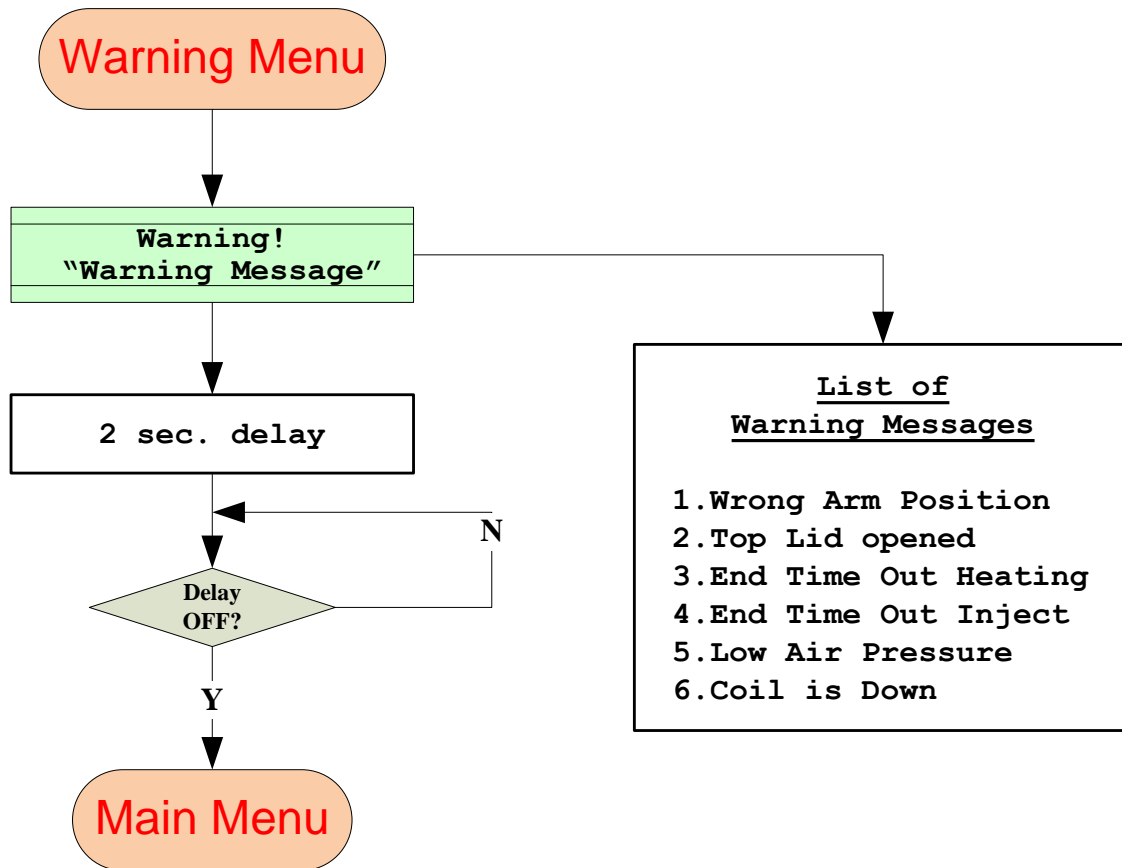 Warning Menu
Warning!
“Warning Message”
2 sec. delay
N
Delay
OFF?
Y
Main Menu
List of
Warning Messages
1.Wrong Arm Position
2.Top Lid opened
3.End Time Out Heating
4.End Time Out Inject
5.Low Air Pressure
6.Coil is Down